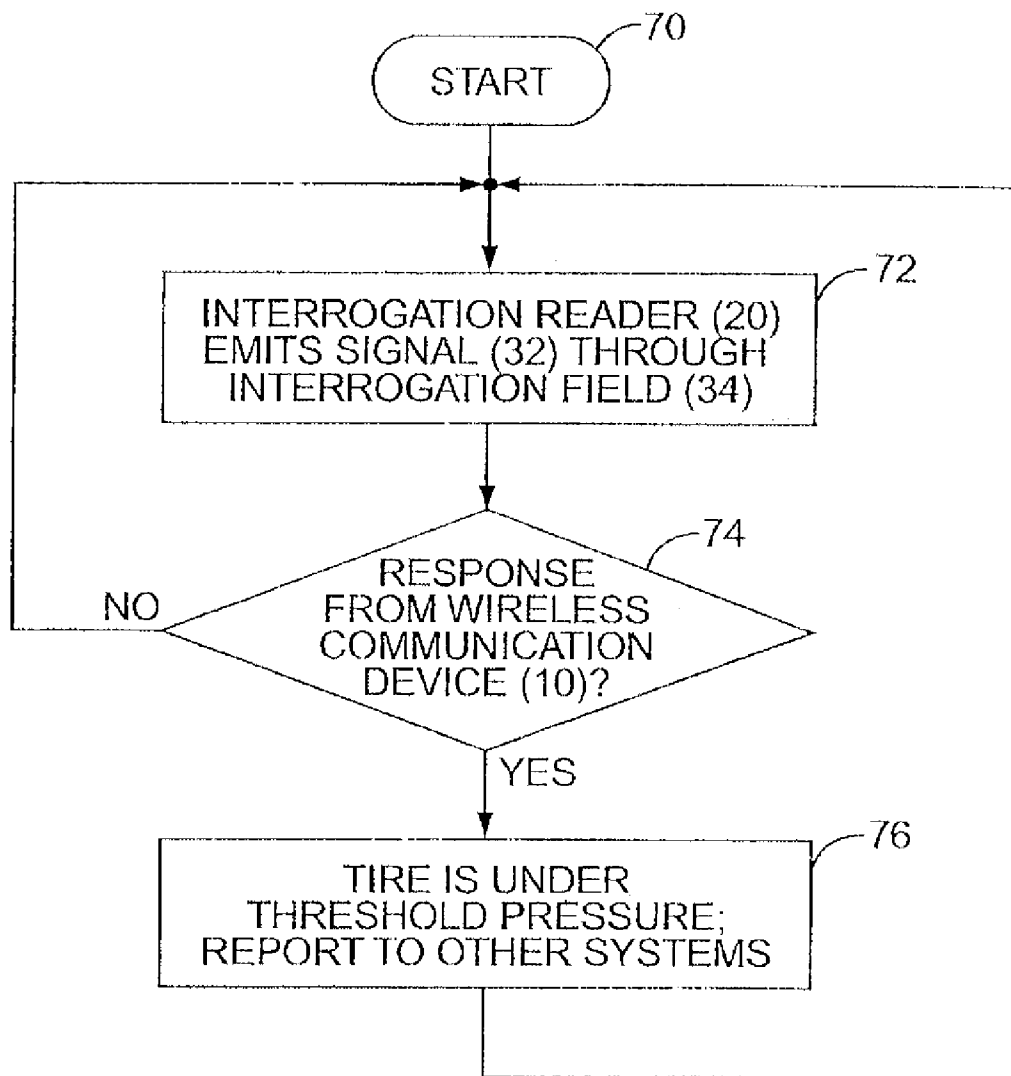 70
START
72
INTERROGATION READER (20)
EMITS SIGNAL (32) THROUGH
INTERROGATION FIELD (34)
74
RESPONSE
FROM WIRELESS
COMMUNICATION
DEVICE (10)?
NO
YES
76
TIRE IS UNDER
THRESHOLD PRESSURE;
REPORT TO OTHER SYSTEMS